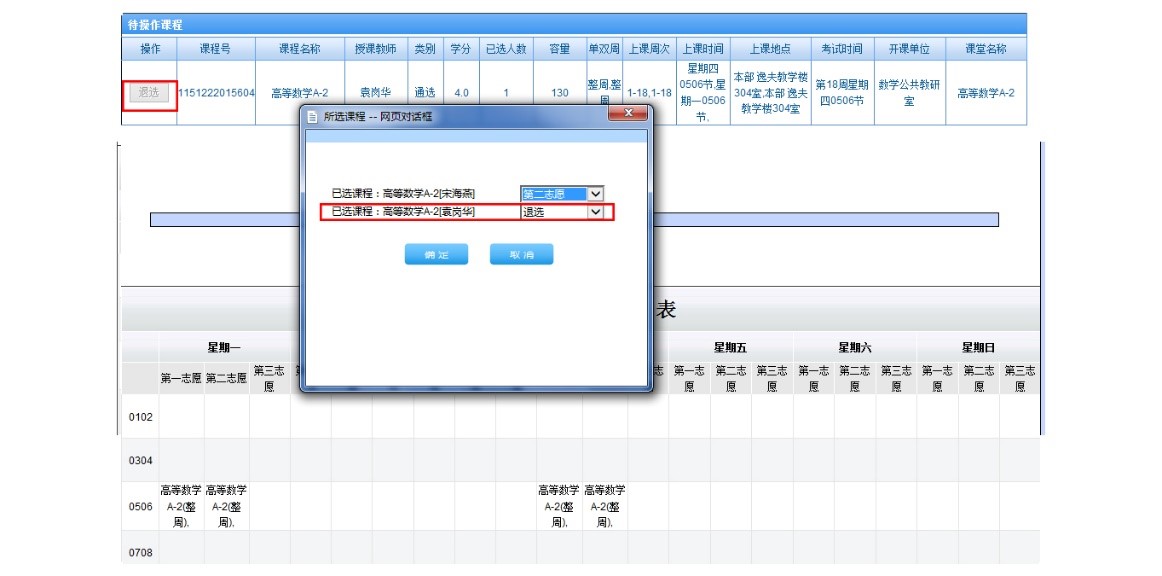 待操作课程
操作 课程号 课程名称 授课教师 类别 学分 已选人数 容量 单双周 上课周次 上课时间 上课地点 考试时间 开课单位 课堂名称
退选 1151222015604 高等数学A-2 袁岗华 通选 4.0 1 130 整周,整周 1-18,1-18 星期四0506节,星期一0506节, 本部 逸夫教学楼304室,本部 逸夫教学楼304室 第18周星期四0506节 数学公共教研室 高等数学A-2
所选课程 -- 网页对话框
已选课程：高等数学A-2[宋海燕] 第二志愿
已选课程：高等数学A-2[袁岗华] 退选
确 定 取 消
表
星期一 星期五 星期六 星期日
第一志愿 第二志愿 第三志愿 第一志愿 第二志愿 第三志愿 第一志愿 第二志愿 第三志愿 第一志愿 第二志愿 第三志愿
0102
0304
0506 高等数学A-2(整周), 高等数学A-2(整周), 高等数学A-2(整周), 高等数学A-2(整周),
0708